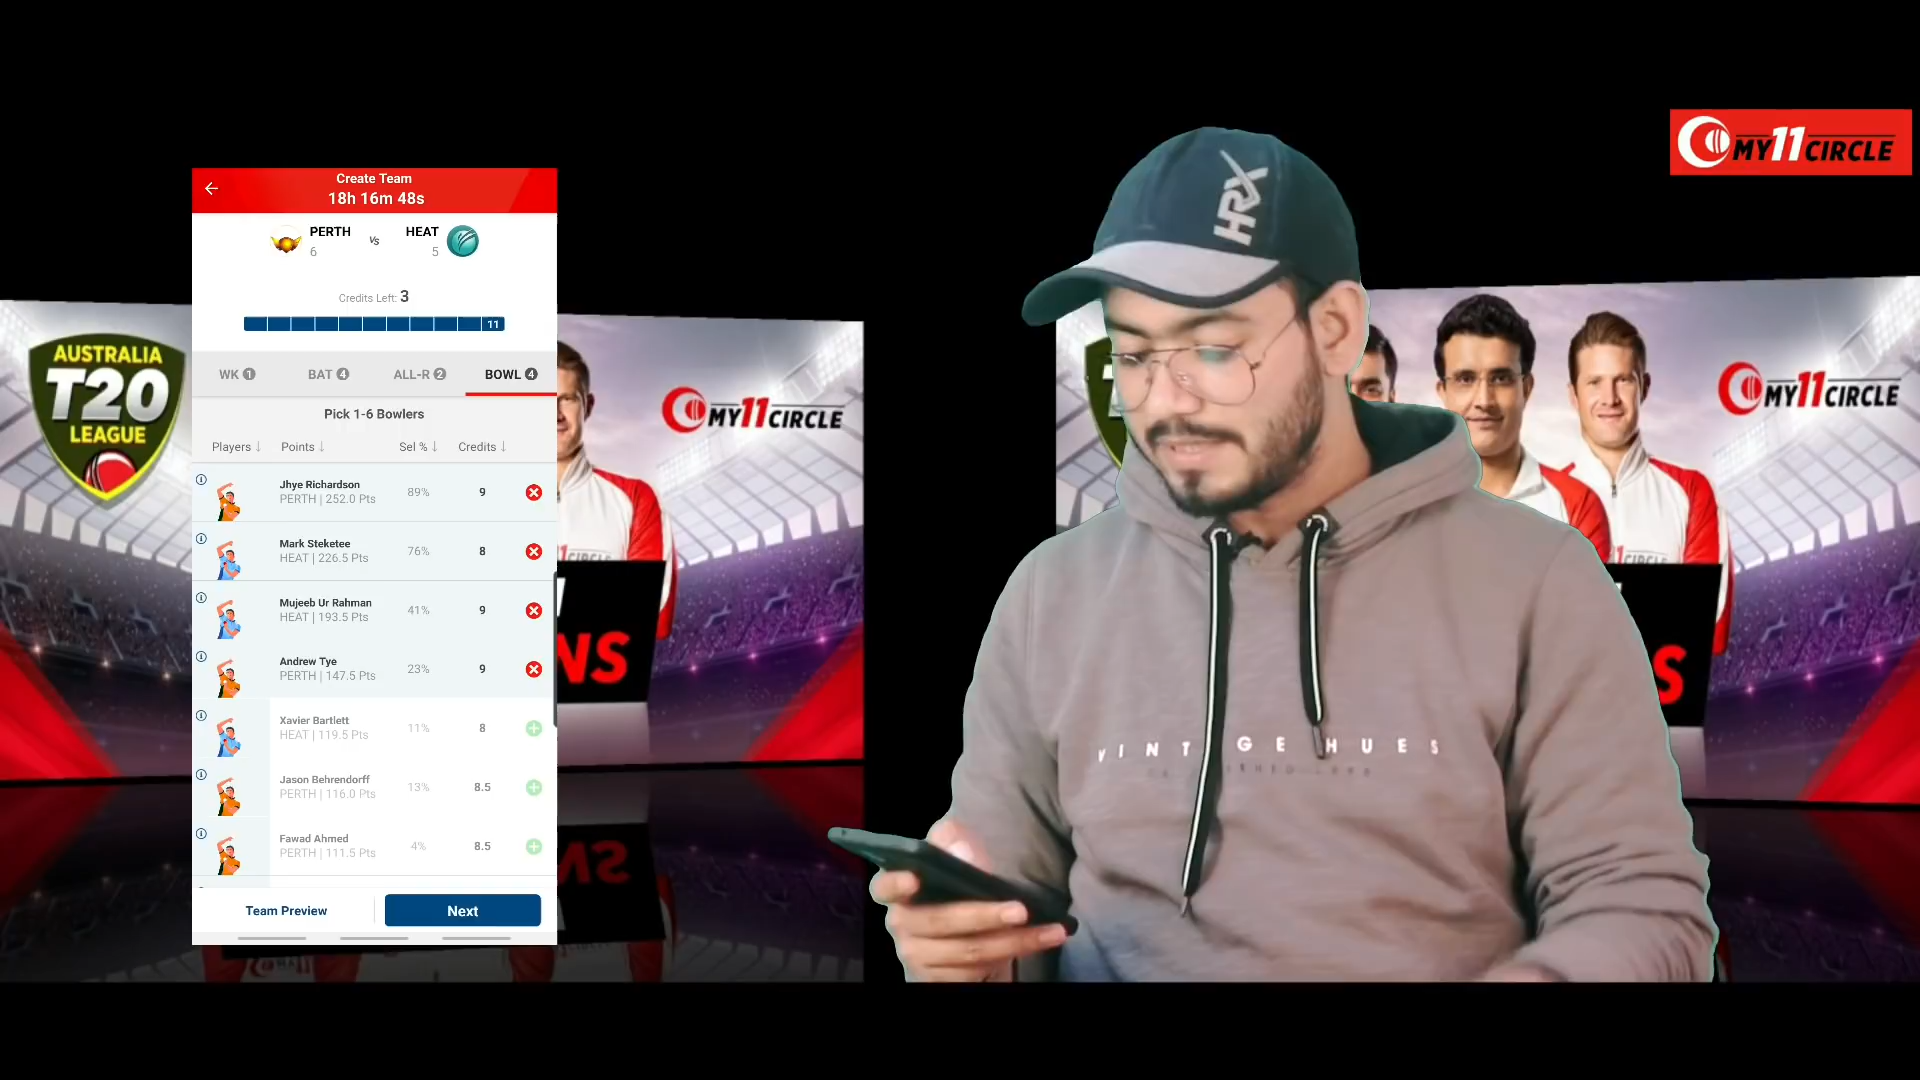 Create Team
18h 16m 48s
PERTH
6
Vs
HEAT
5
Credits Left: 3
11
WK 1
BAT 4
ALL-R 2
BOWL 4
Pick 1-6 Bowlers
Players ↓ Points ↓ Sel % ↓ Credits ↓
Jhye Richardson
PERTH | 252.0 Pts 89% 9
Mark Steketee
HEAT | 226.5 Pts 76% 8
Mujeeb Ur Rahman
HEAT | 193.5 Pts 41% 9
Andrew Tye
PERTH | 147.5 Pts 23% 9
Xavier Bartlett
HEAT | 119.5 Pts 11% 8
Jason Behrendorff
PERTH | 116.0 Pts 13% 8.5
Fawad Ahmed
PERTH | 111.5 Pts 4% 8.5
Team Preview
Next
AUSTRALIA
T20
LEAGUE
MY11CIRCLE
NS
HRX
VINTAGE HUES
MY11CIRCLE
MY11CIRCLE
S